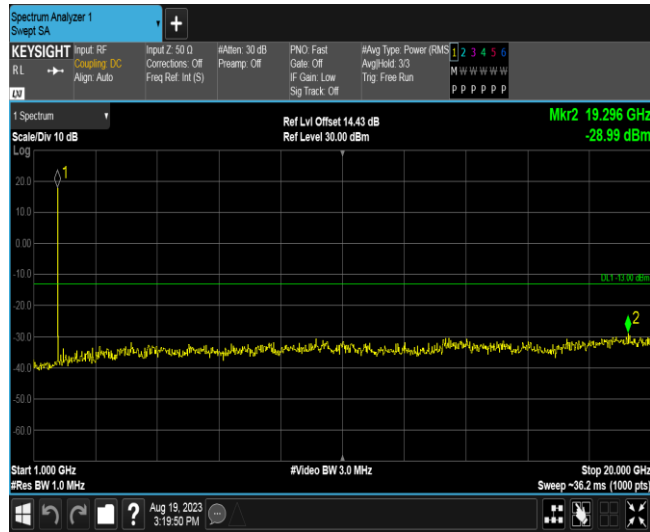 Spectrum Analyzer 1
Swept SA
+
KEYSIGHT Input: RF Input Z: 50 Ω #Atten: 30 dB PNO: Fast #Avg Type: Power (RMS 1 2 3 4 5 6
RL Coupling: DC Corrections: Off Preamp: Off Gate: Off Avg|Hold: 3/3 M W W W W W
Align: Auto Freq Ref: Int (S) IF Gain: Low Trig: Free Run
LXI Sig Track: Off P P P P P P
1 Spectrum Ref Lvl Offset 14.43 dB Mkr2 19.296 GHz
Scale/Div 10 dB Ref Level 30.00 dBm -28.99 dBm
Log
1
20.0
10.0
0.00
-10.0
DL1 -13.00 dBm
-20.0
2
-30.0
-40.0
-50.0
-60.0
Start 1.000 GHz #Video BW 3.0 MHz Stop 20.000 GHz
#Res BW 1.0 MHz Sweep ~36.2 ms (1000 pts)
? Aug 19, 2023
3:19:50 PM